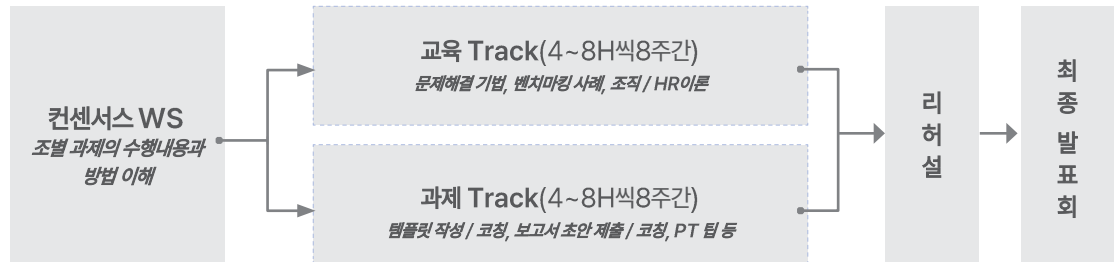 컨센서스 WS
조별 과제의 수행내용과
방법 이해
교육 Track(4~8H씩8주간)
문제해결 기법, 벤치마킹 사례, 조직 / HR이론
과제 Track(4~8H씩8주간)
템플릿 작성 / 코칭, 보고서 초안 제출 / 코칭, PT 팁 등
리허설
최종 발표회